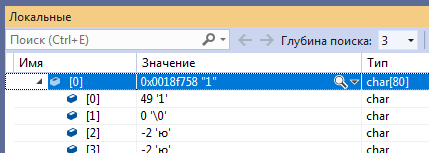 Локальные
Поиск (Ctrl+E) Глубина поиска: 3
Имя Значение Тип
[0] 0x0018f758 "1" char[80]
[0] 49 '1' char
[1] 0 '\0' char
[2] -2 'ю' char
[3] -2 'ю' char